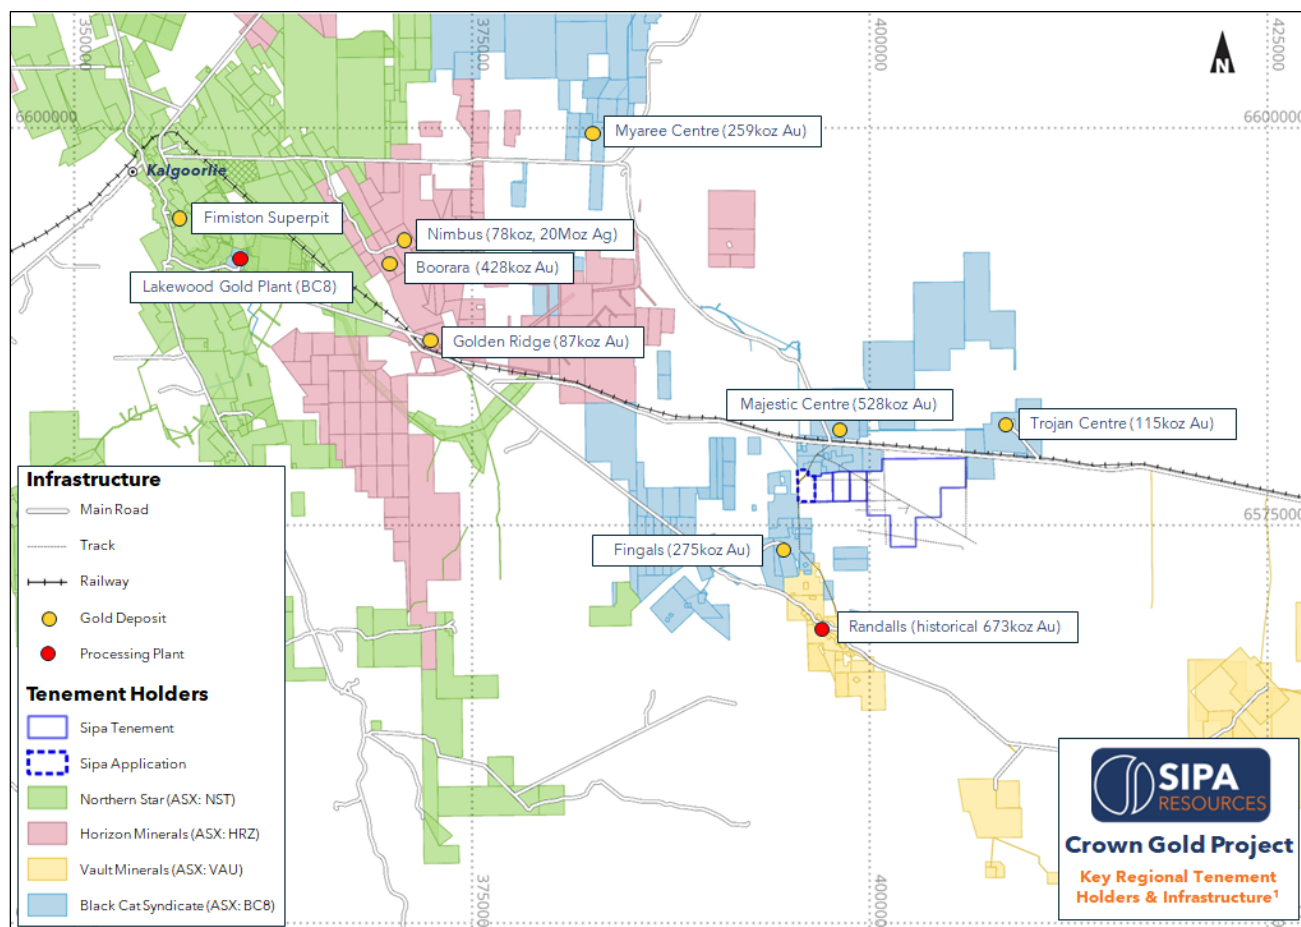 350000
375000
400000
425000
N
6600000
6600000
Myaree Centre (259koz Au)
Kalgoorlie
Fimiston Superpit
Nimbus (78koz, 20Moz Ag)
Boorara (428koz Au)
Lakewood Gold Plant (BC8)
Golden Ridge (87koz Au)
Majestic Centre (528koz Au)
Trojan Centre (115koz Au)
6575000
Fingals (275koz Au)
Randalls (historical 673koz Au)
Infrastructure
Main Road
Track
Railway
Gold Deposit
Processing Plant
Tenement Holders
Sipa Tenement
Sipa Application
Northern Star (ASX: NST)
Horizon Minerals (ASX: HRZ)
Vault Minerals (ASX: VAU)
Black Cat Syndicate (ASX: BC8)
SIPA
RESOURCES
Crown Gold Project
Key Regional Tenement
Holders & Infrastructure¹
375000
400000